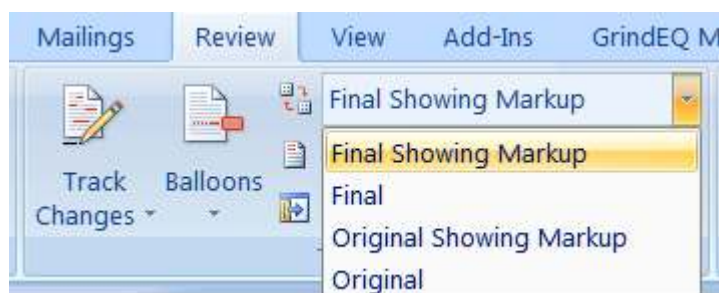 Mailings Review View Add-Ins GrindEQ M
Final Showing Markup
Final Showing Markup
Track Balloons
Changes
Final
Original Showing Markup
Original